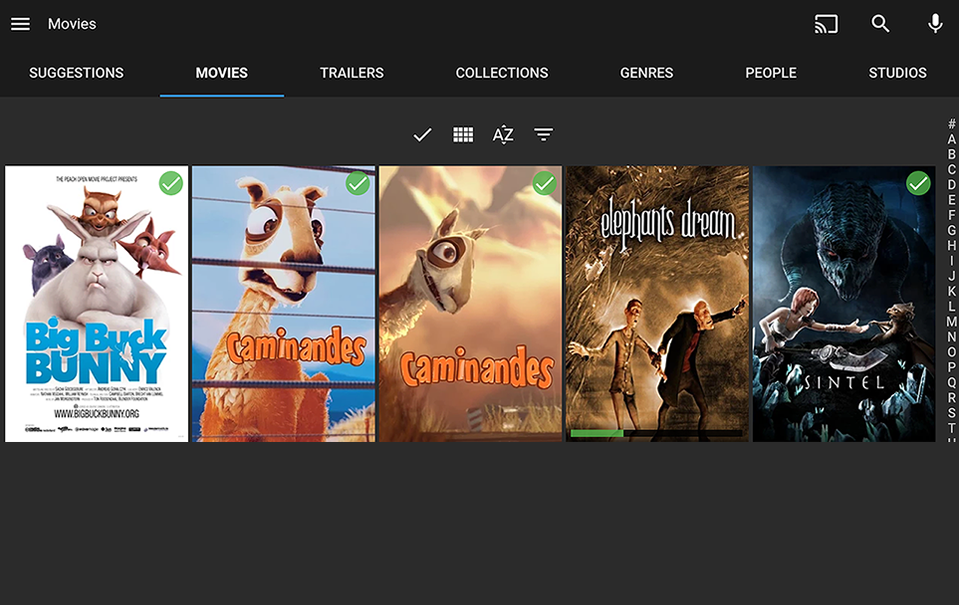 Movies
SUGGESTIONS
MOVIES
TRAILERS
COLLECTIONS
GENRES
PEOPLE
STUDIOS
AZ
THE PEACH OPEN MOVIE PROJECT PRESENTS
Big Buck
BUNNY
WWW.BIGBUCKBUNNY.ORG
Caminandes
Caminandes
elephants dream
SINTEL
#
A
B
C
D
E
F
G
H
I
J
K
L
M
N
O
P
Q
R
S
T